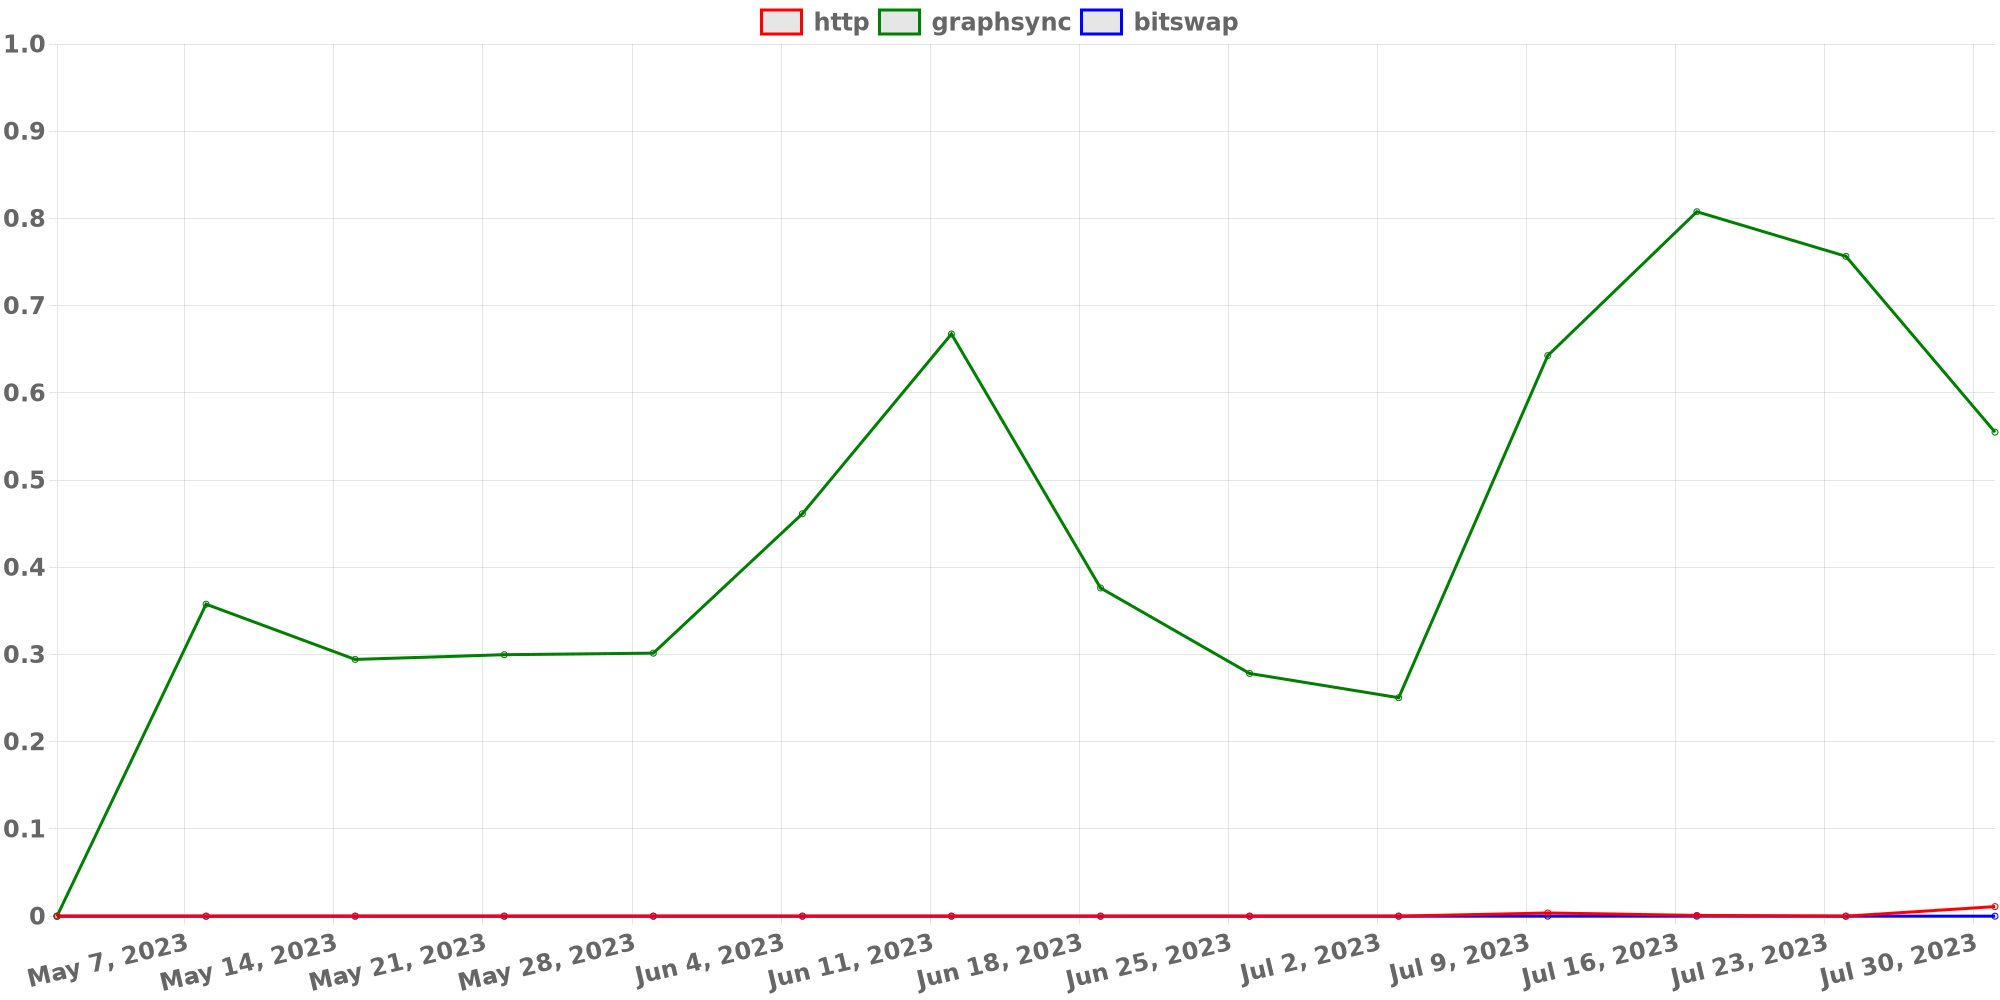 http graphsync bitswap
1.0
0.9
0.8
0.7
0.6
0.5
0.4
0.3
0.2
0.1
0
May 7, 2023
May 14, 2023
May 21, 2023
May 28, 2023
Jun 4, 2023
Jun 11, 2023
Jun 18, 2023
Jun 25, 2023
Jul 2, 2023
Jul 9, 2023
Jul 16, 2023
Jul 23, 2023
Jul 30, 2023